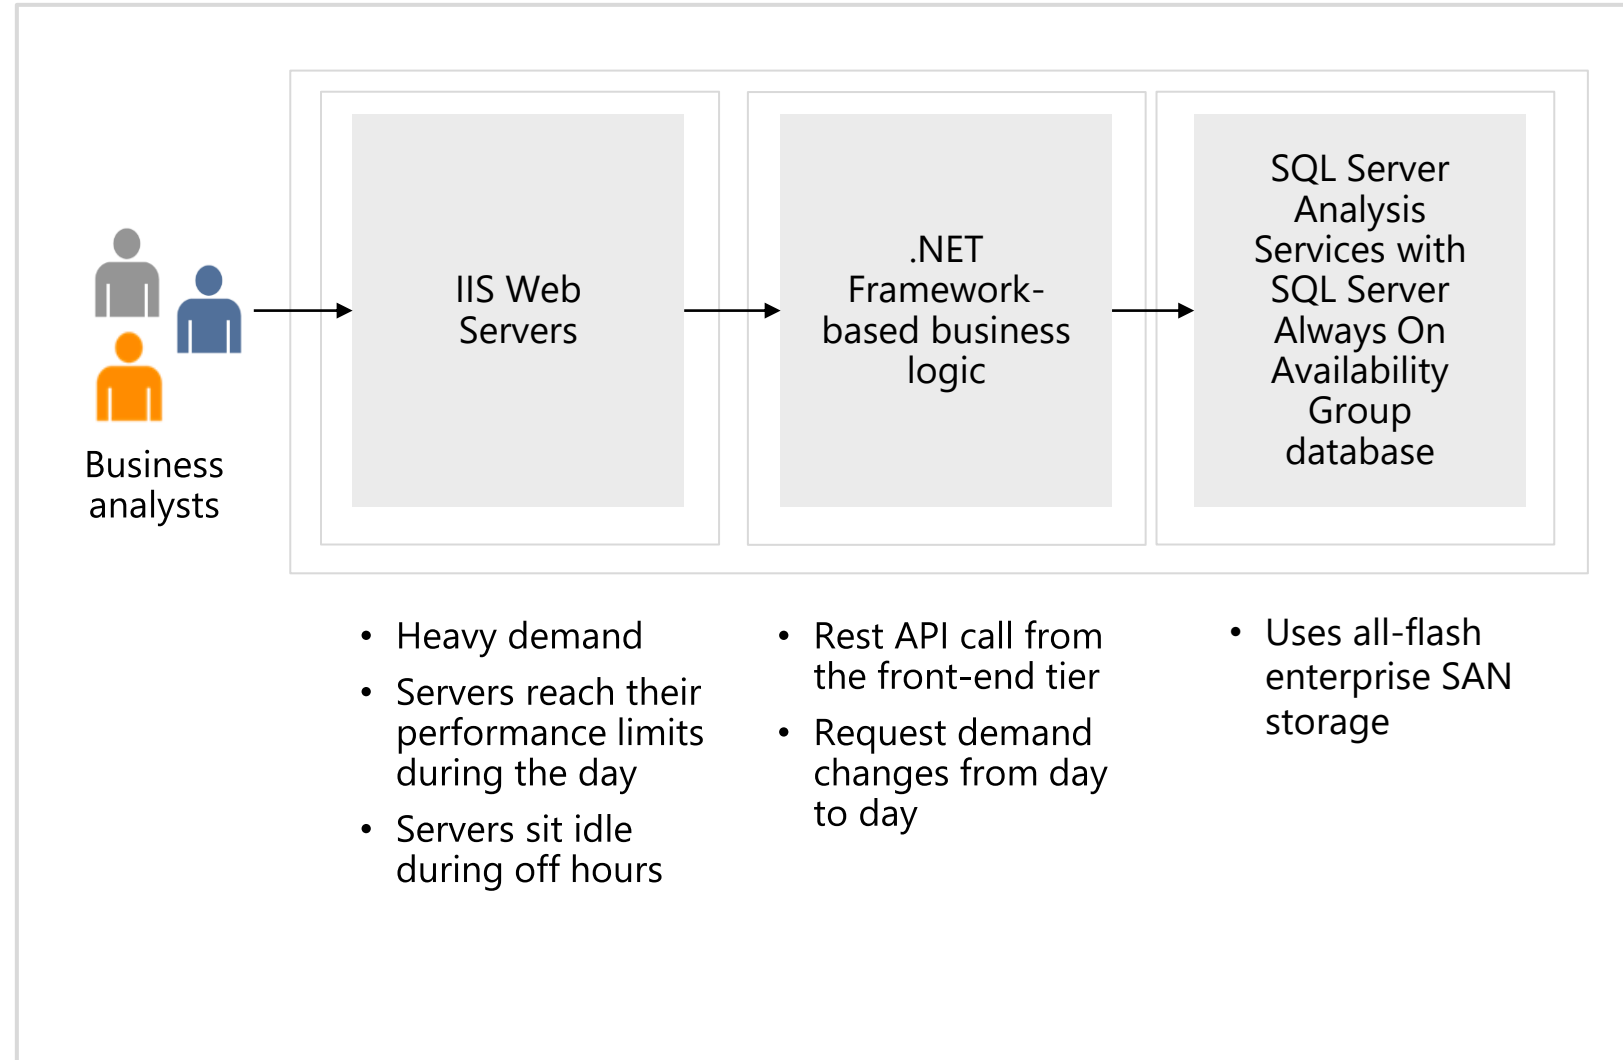 Business
analysts
IIS Web
Servers
.NET
Framework-
based business
logic
SQL Server
Analysis
Services with
SQL Server
Always On
Availability
Group
database
• Heavy demand
• Servers reach their
performance limits
during the day
• Servers sit idle
during off hours
• Rest API call from
the front-end tier
• Request demand
changes from day
to day
• Uses all-flash
enterprise SAN
storage